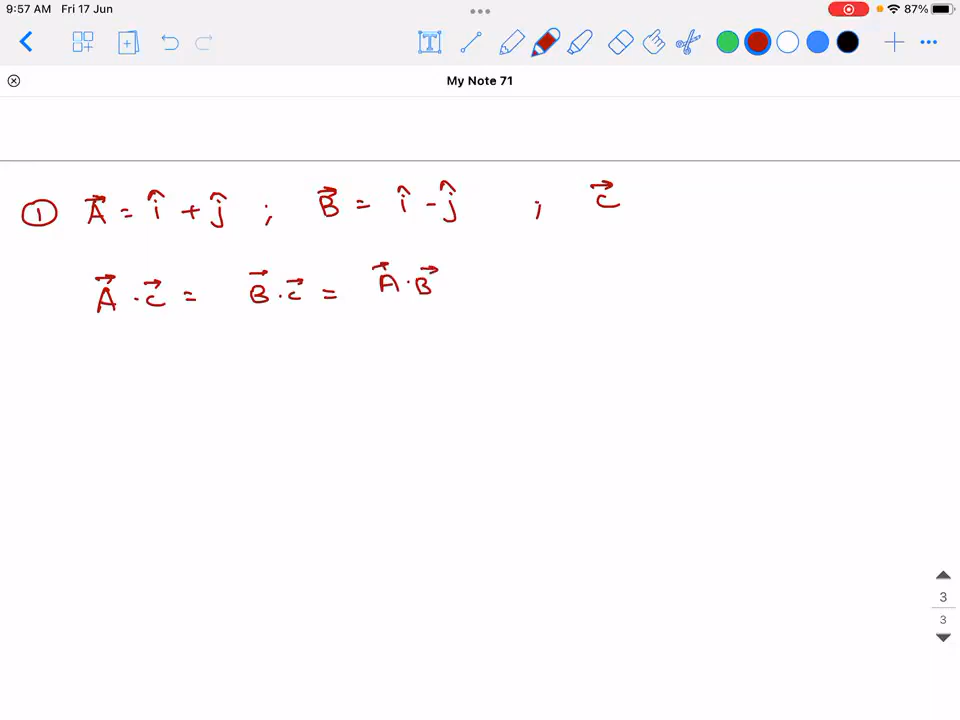 9:57 AM Fri 17 Jun 87%
My Note 71
① A⃗ = î + ĵ ; B⃗ = î - ĵ ; c⃗
A⃗ · c⃗ = B⃗ · c⃗ = A⃗ · B⃗
3
3